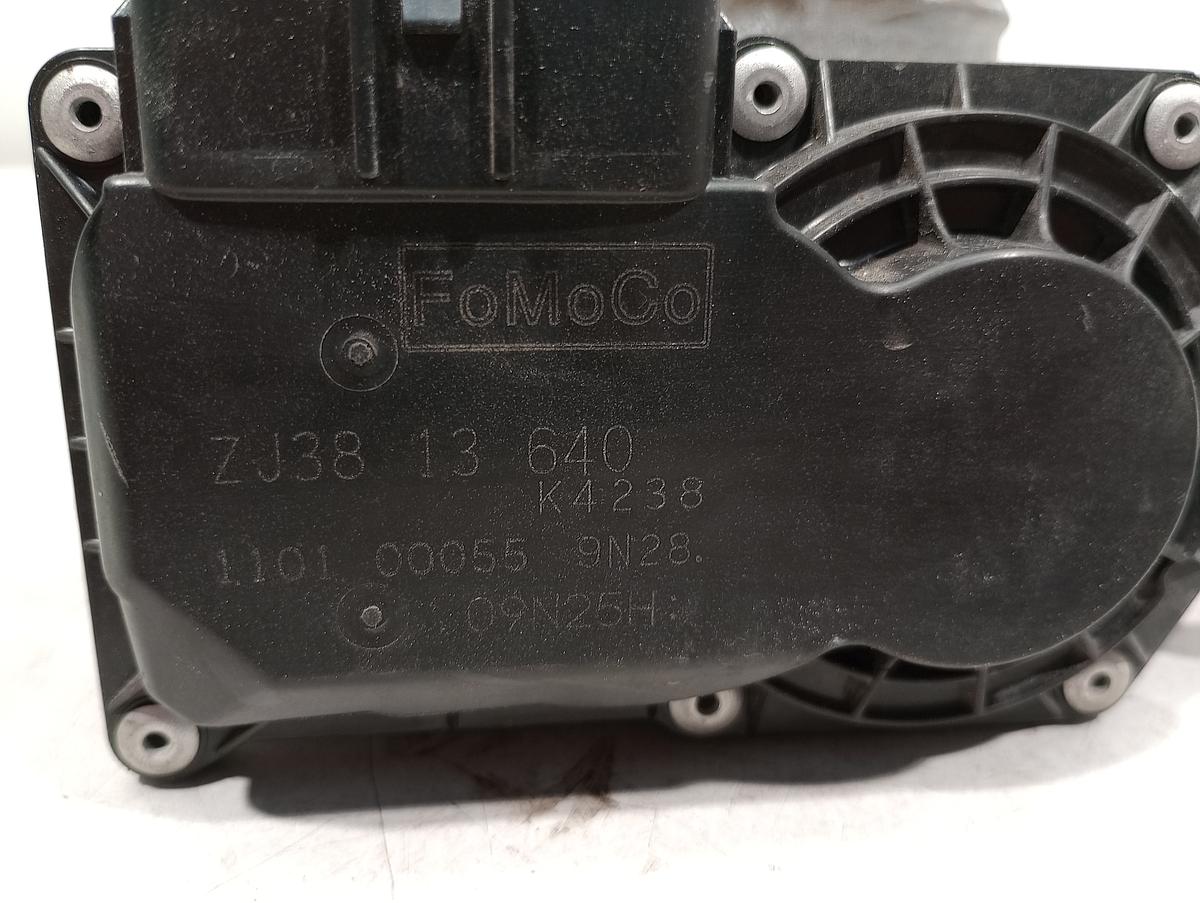 FoMoCo
ZJ38 13 640
K4238
1101 00055 9N28.
09N25H